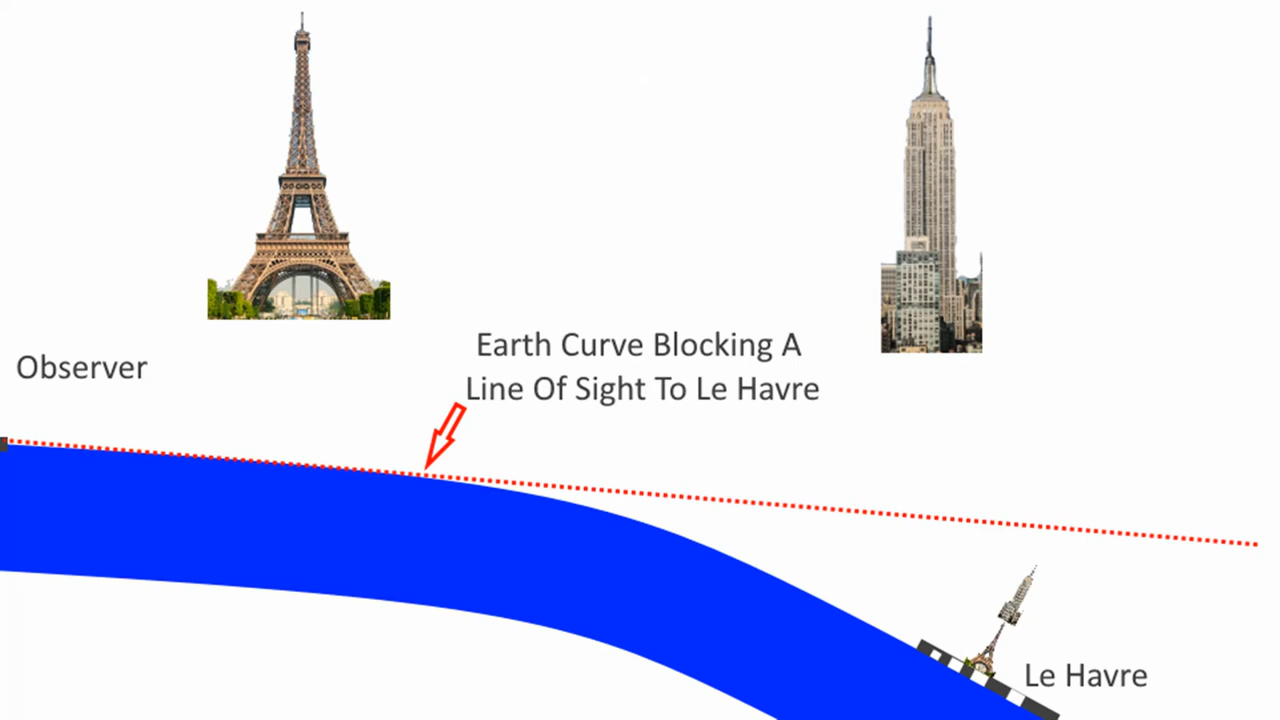 Observer
Earth Curve Blocking A
Line Of Sight To Le Havre
Le Havre